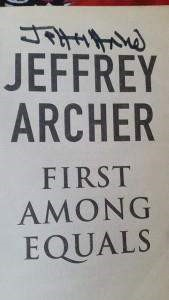 JEFFREY
ARCHER
FIRST
AMONG
EQUALS